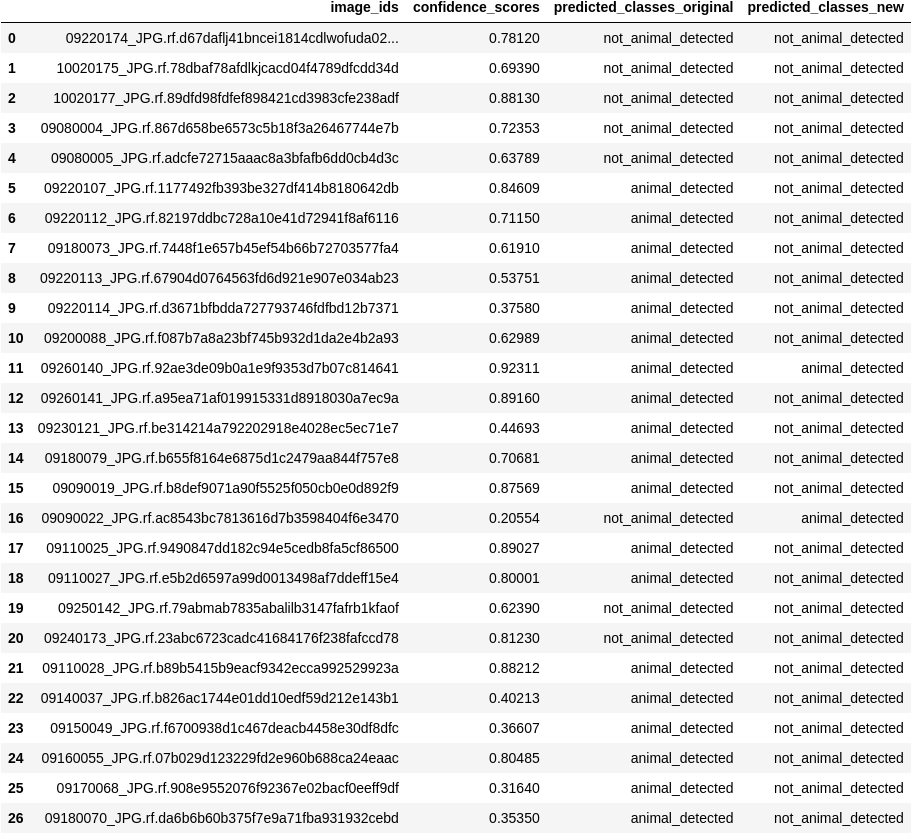 image_ids confidence_scores predicted_classes_original predicted_classes_new
0 09220174_JPG.rf.d67daflj41bncei1814cdlwofuda02... 0.78120 not_animal_detected not_animal_detected
1 10020175_JPG.rf.78dbaf78afdlkjcacd04f4789dfcdd34d 0.69390 not_animal_detected not_animal_detected
2 10020177_JPG.rf.89dfd98fdfef898421cd3983cfe238adf 0.88130 not_animal_detected not_animal_detected
3 09080004_JPG.rf.867d658be6573c5b18f3a26467744e7b 0.72353 not_animal_detected not_animal_detected
4 09080005_JPG.rf.adcfe72715aaac8a3bfafb6dd0cb4d3c 0.63789 not_animal_detected not_animal_detected
5 09220107_JPG.rf.1177492fb393be327df414b8180642db 0.84609 animal_detected not_animal_detected
6 09220112_JPG.rf.82197ddbc728a10e41d72941f8af6116 0.71150 animal_detected not_animal_detected
7 09180073_JPG.rf.7448f1e657b45ef54b66b72703577fa4 0.61910 animal_detected not_animal_detected
8 09220113_JPG.rf.67904d0764563fd6d921e907e034ab23 0.53751 animal_detected not_animal_detected
9 09220114_JPG.rf.d3671bfbdda727793746fdfbd12b7371 0.37580 animal_detected not_animal_detected
10 09200088_JPG.rf.f087b7a8a23bf745b932d1da2e4b2a93 0.62989 animal_detected not_animal_detected
11 09260140_JPG.rf.92ae3de09b0a1e9f9353d7b07c814641 0.92311 animal_detected animal_detected
12 09260141_JPG.rf.a95ea71af019915331d8918030a7ec9a 0.89160 animal_detected not_animal_detected
13 09230121_JPG.rf.be314214a792202918e4028ec5ec71e7 0.44693 animal_detected not_animal_detected
14 09180079_JPG.rf.b655f8164e6875d1c2479aa844f757e8 0.70681 animal_detected not_animal_detected
15 09090019_JPG.rf.b8def9071a90f5525f050cb0e0d892f9 0.87569 animal_detected not_animal_detected
16 09090022_JPG.rf.ac8543bc7813616d7b3598404f6e3470 0.20554 not_animal_detected animal_detected
17 09110025_JPG.rf.9490847dd182c94e5cedb8fa5cf86500 0.89027 animal_detected not_animal_detected
18 09110027_JPG.rf.e5b2d6597a99d0013498af7ddeff15e4 0.80001 animal_detected not_animal_detected
19 09250142_JPG.rf.79abmab7835abalilb3147fafrb1kfaof 0.62390 not_animal_detected not_animal_detected
20 09240173_JPG.rf.23abc6723cadc41684176f238fafccd78 0.81230 not_animal_detected not_animal_detected
21 09110028_JPG.rf.b89b5415b9eacf9342ecca992529923a 0.88212 animal_detected not_animal_detected
22 09140037_JPG.rf.b826ac1744e01dd10edf59d212e143b1 0.40213 animal_detected not_animal_detected
23 09150049_JPG.rf.f6700938d1c467deacb4458e30df8dfc 0.36607 animal_detected not_animal_detected
24 09160055_JPG.rf.07b029d123229fd2e960b688ca24eaac 0.80485 animal_detected not_animal_detected
25 09170068_JPG.rf.908e9552076f92367e02bacf0eeff9df 0.31640 animal_detected not_animal_detected
26 09180070_JPG.rf.da6b6b60b375f7e9a71fba931932cebd 0.35350 animal_detected not_animal_detected